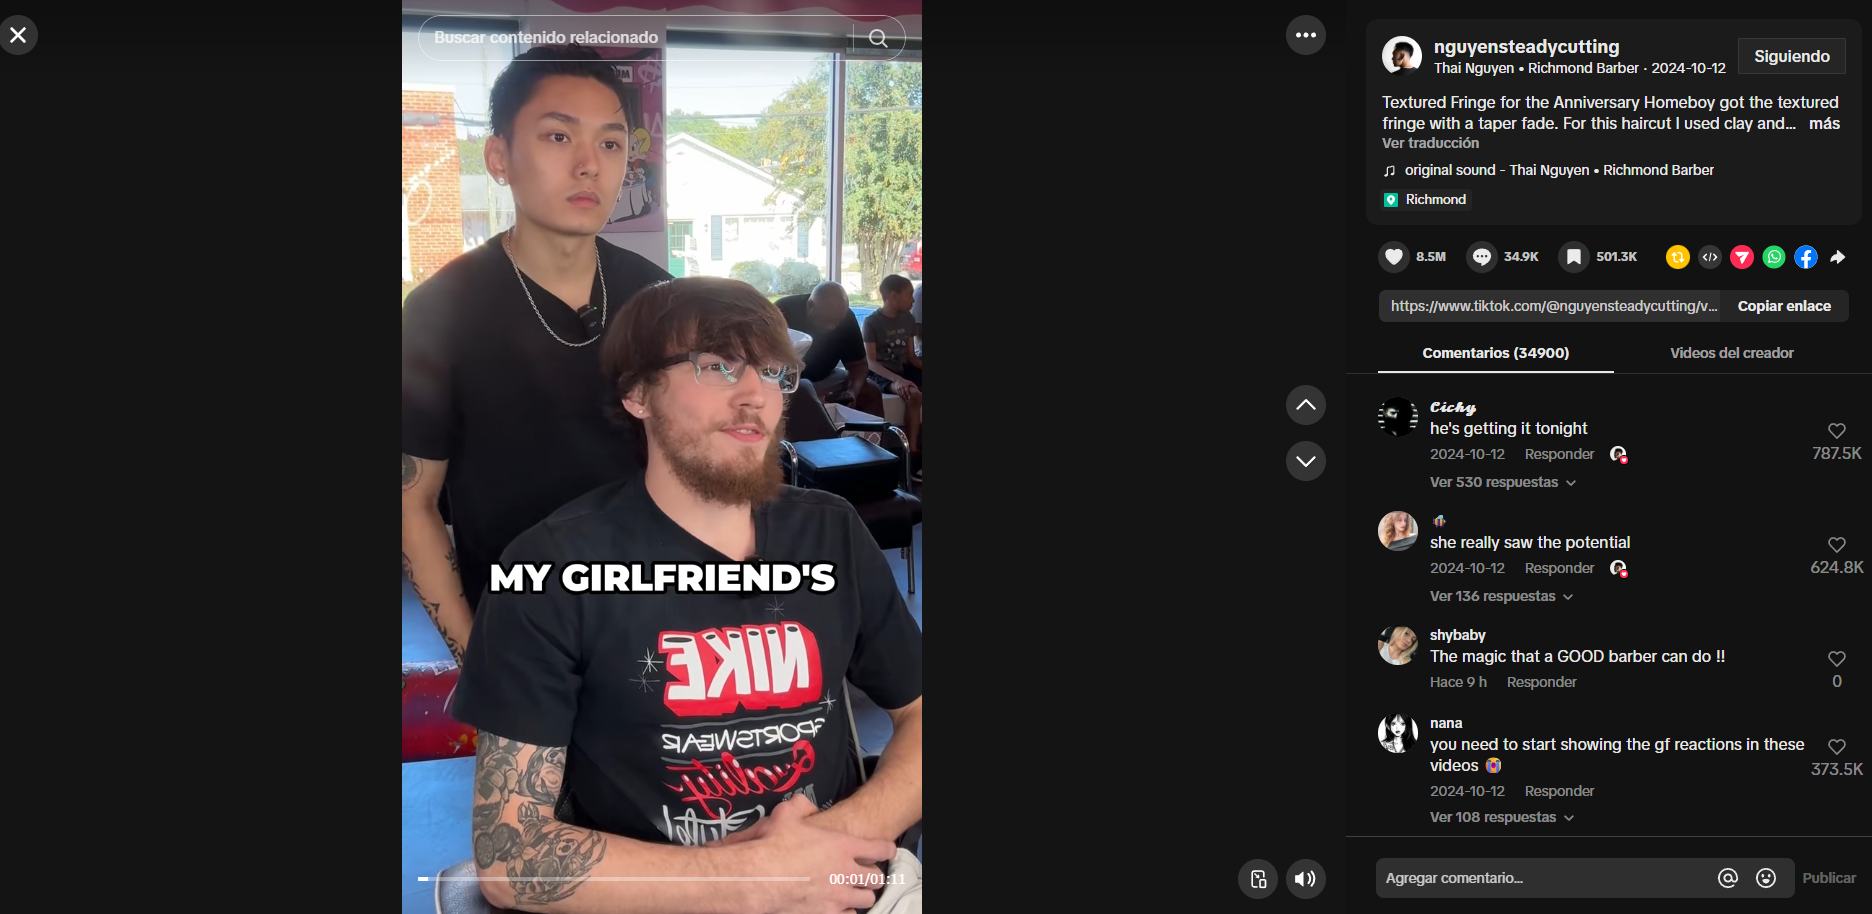 Buscar contenido relacionado
MY GIRLFRIEND'S
NIKE
SPORTSWEAR
Quality
00:01/01:11
nguyensteadycutting
Thai Nguyen • Richmond Barber · 2024-10-12
Siguiendo
Textured Fringe for the Anniversary Homeboy got the textured
fringe with a taper fade. For this haircut I used clay and... más
Ver traducción
original sound - Thai Nguyen • Richmond Barber
Richmond
8.5M
34.9K
501.3K
https://www.tiktok.com/@nguyensteadycutting/v...
Copiar enlace
Comentarios (34900)
Videos del creador
Cichy
he's getting it tonight
2024-10-12 Responder
787.5K
Ver 530 respuestas
she really saw the potential
2024-10-12 Responder
624.8K
Ver 136 respuestas
shybaby
The magic that a GOOD barber can do !!
Hace 9 h Responder
0
nana
you need to start showing the gf reactions in these
videos
373.5K
2024-10-12 Responder
Ver 108 respuestas
Agregar comentario...
Publicar